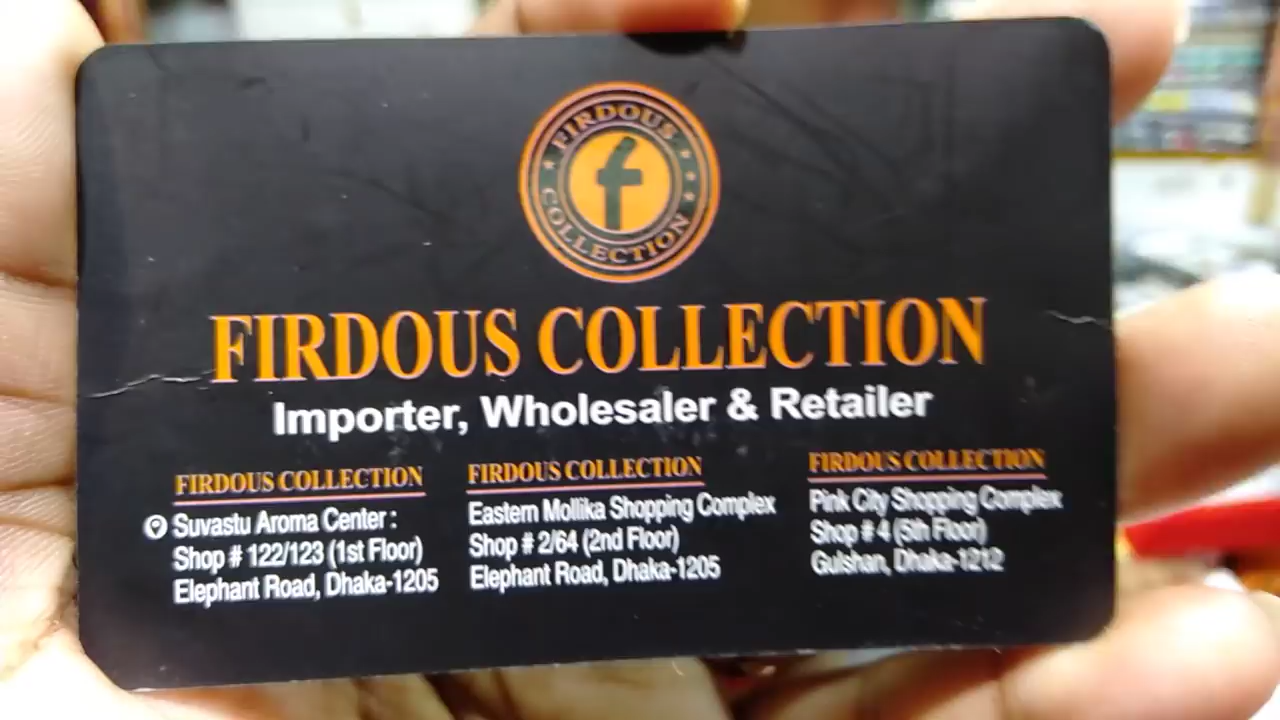 FIRDOUS
f
COLLECTION
FIRDOUS COLLECTION
Importer, Wholesaler & Retailer
FIRDOUS COLLECTION
Suvastu Aroma Center :
Shop # 122/123 (1st Floor)
Elephant Road, Dhaka-1205
FIRDOUS COLLECTION
Eastern Mollika Shopping Complex
Shop # 2/64 (2nd Floor)
Elephant Road, Dhaka-1205
FIRDOUS COLLECTION
Pink City Shopping Complex
Shop # 4 (5th Floor)
Gulshan, Dhaka-1212